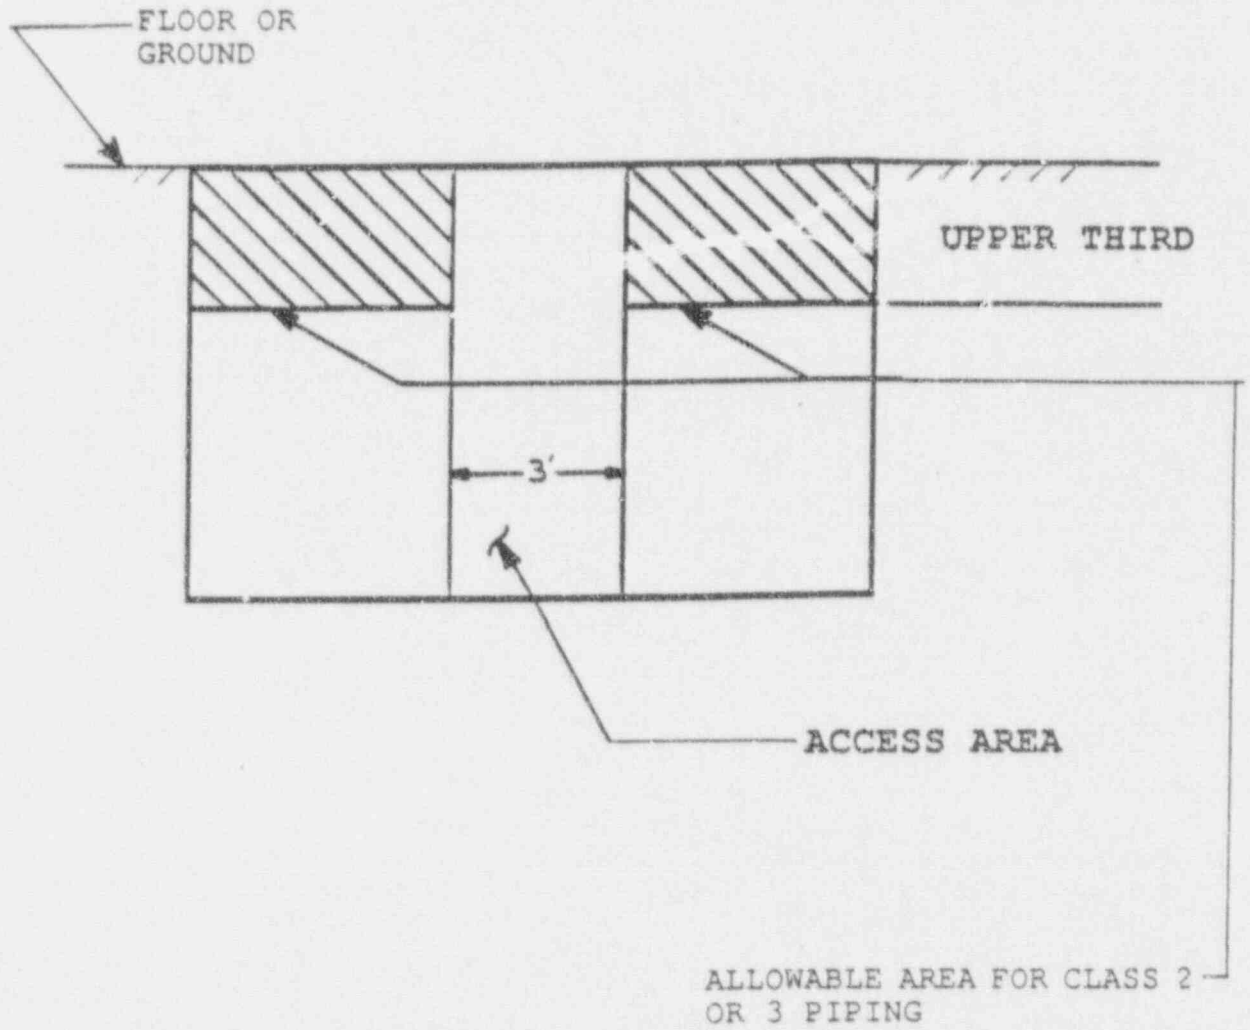 FLOOR OR
GROUND
UPPER THIRD
3'
ACCESS AREA
ALLOWABLE AREA FOR CLASS 2
OR 3 PIPING